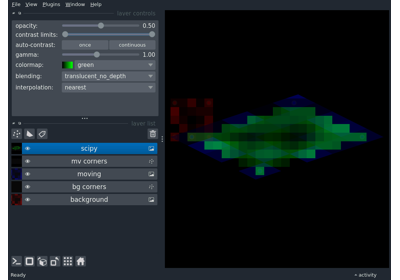 File View Plugins Window Help
layer controls
opacity: 0.50
contrast limits:
auto-contrast: once continuous
gamma: 1.00
colormap: green
blending: translucent_no_depth
interpolation: nearest
layer list
scipy
mv corners
moving
bg corners
background
Ready
activity